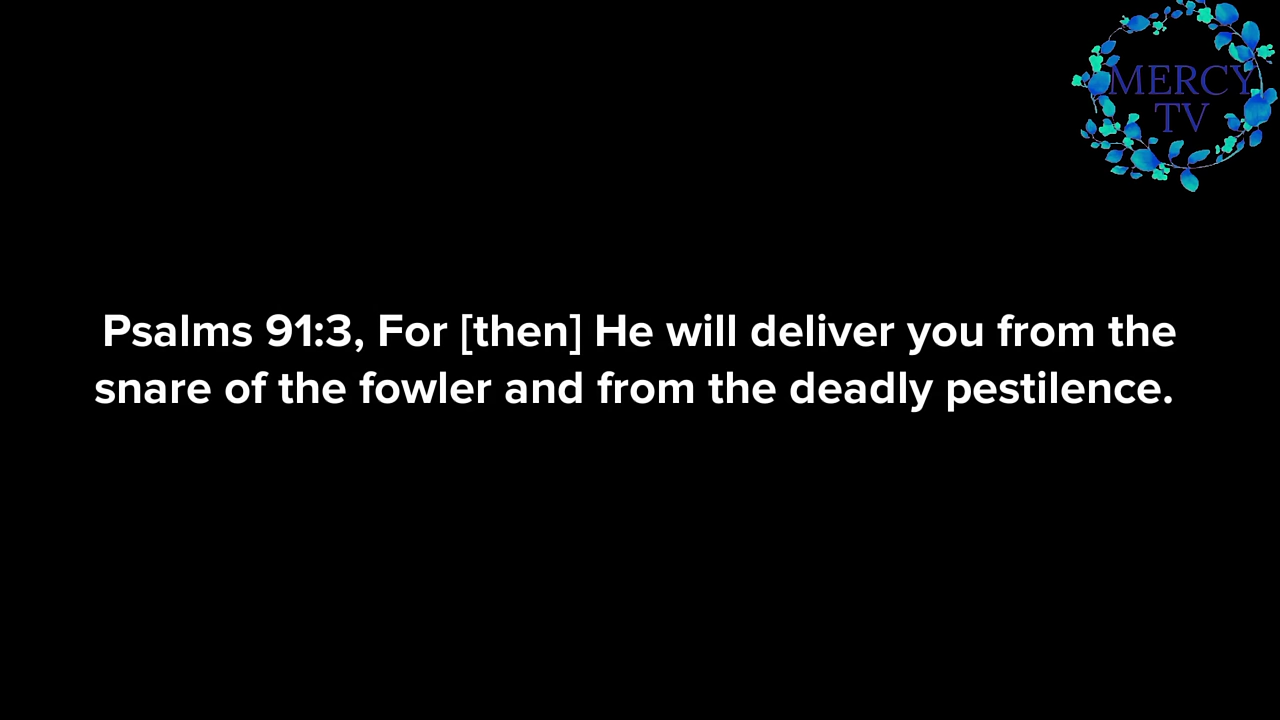 MERCY
TV
Psalms 91:3, For [then] He will deliver you from the
snare of the fowler and from the deadly pestilence.